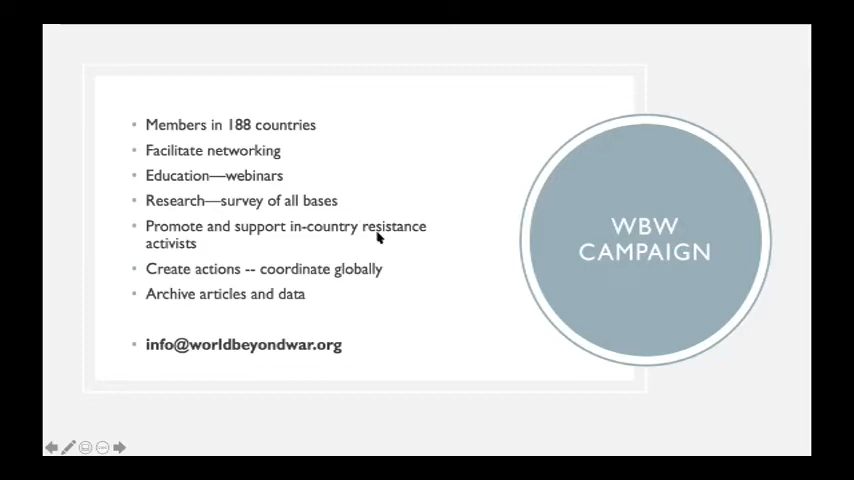 Members in 188 countries
Facilitate networking
Education—webinars
Research—survey of all bases
Promote and support in-country resistance
activists
Create actions -- coordinate globally
Archive articles and data
info@worldbeyondwar.org
WBW
CAMPAIGN